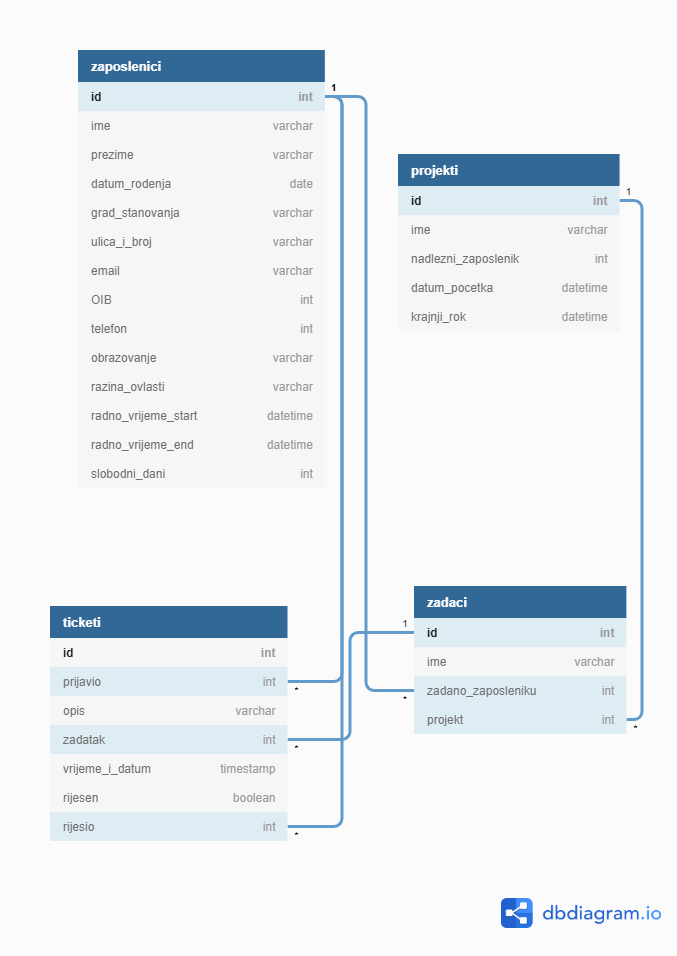 zaposlenici
id int
ime varchar
prezime varchar
datum_rodenja date
grad_stanovanja varchar
ulica_i_broj varchar
email varchar
OIB int
telefon int
obrazovanje varchar
razina_ovlasti varchar
radno_vrijeme_start datetime
radno_vrijeme_end datetime
slobodni_dani int
1
projekti
id int
ime varchar
nadlezni_zaposlenik int
datum_pocetka datetime
krajnji_rok datetime
1
ticketi
id int
prijavio int
opis varchar
zadatak int
vrijeme_i_datum timestamp
rijesen boolean
rijesio int
*
*
*
zadaci
id int
ime varchar
zadano_zaposleniku int
projekt int
1
*
*
dbdiagram.io